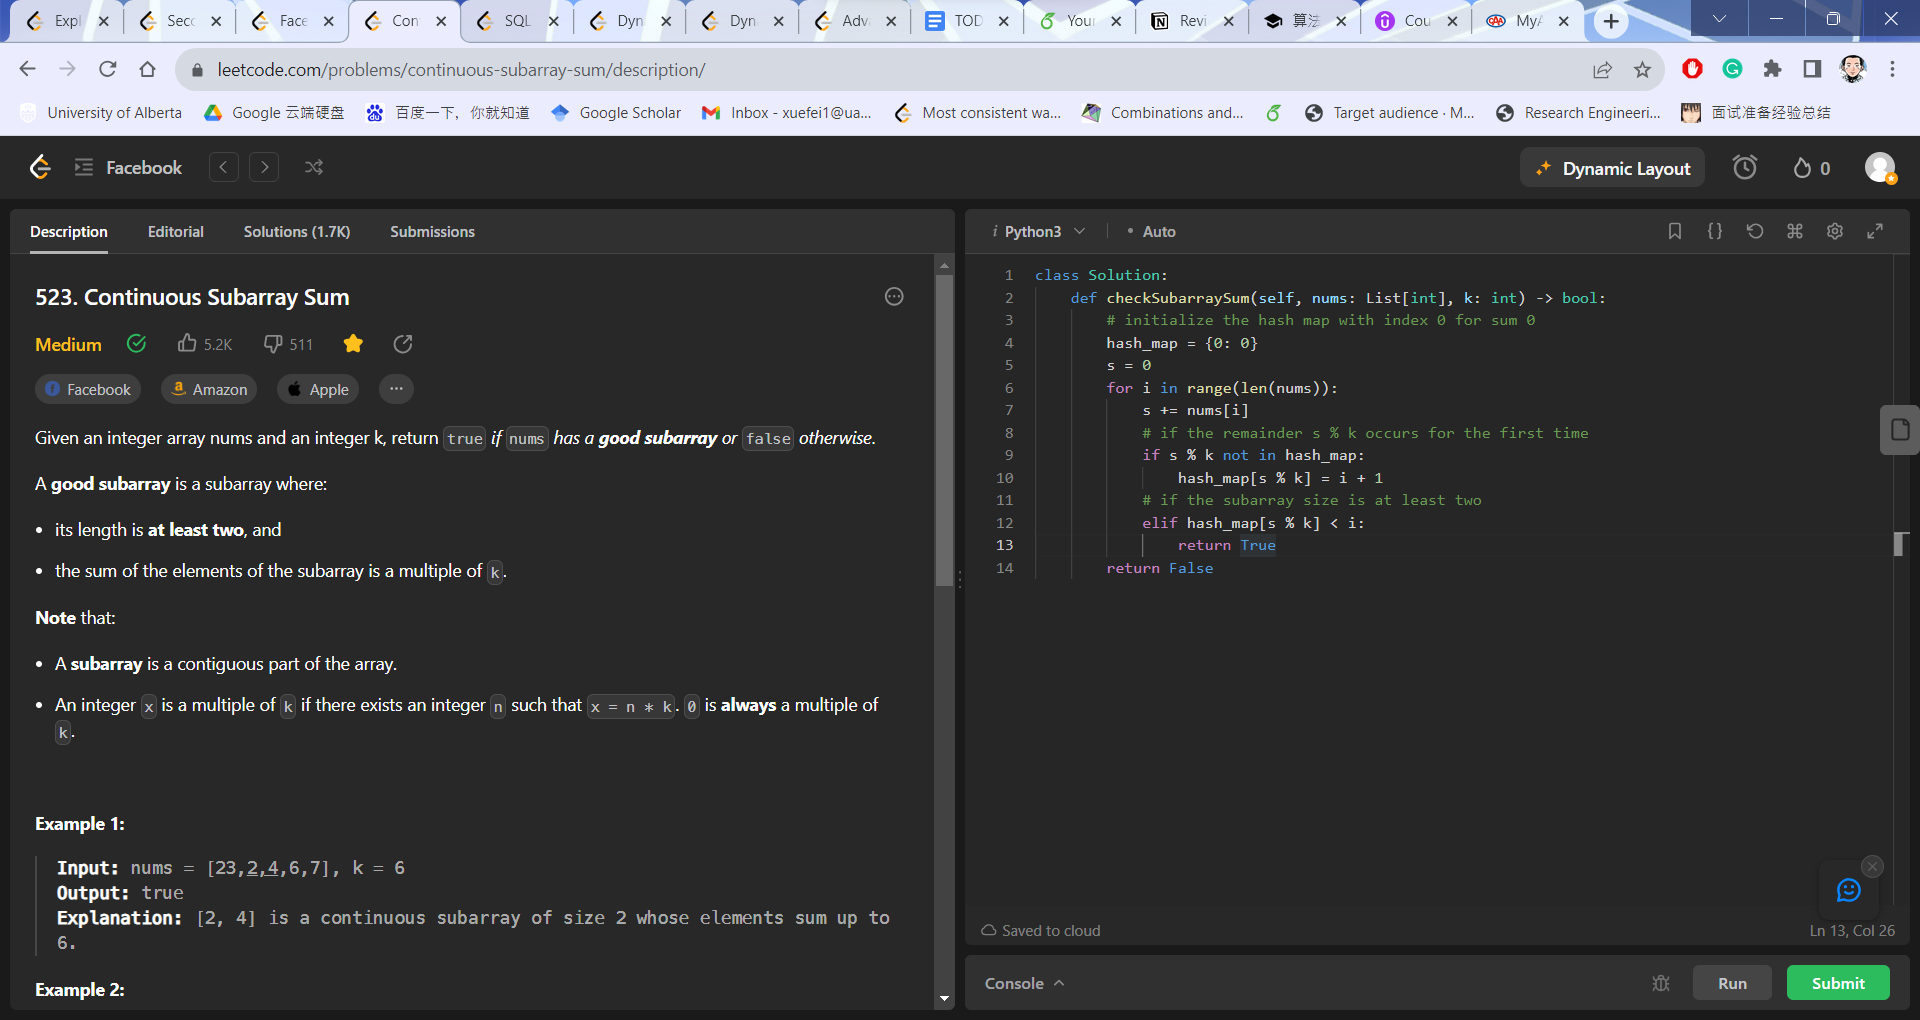 Expl
Seco
Face
Con
SQL
Dyn
Dyn
Adv
TOD
Your
Revi
算法
Cou
MyA
leetcode.com/problems/continuous-subarray-sum/description/
University of Alberta
Google 云端硬盘
百度一下，你就知道
Google Scholar
Inbox - xuefei1@ua...
Most consistent wa...
Combinations and...
Target audience · M...
Research Engineeri...
面试准备经验总结
Facebook
Dynamic Layout
0
Description Editorial Solutions (1.7K) Submissions
523. Continuous Subarray Sum
Medium 5.2K 511
Facebook Amazon Apple ...
Given an integer array nums and an integer k, return true if nums has a good subarray or false otherwise.
A good subarray is a subarray where:
• its length is at least two, and
• the sum of the elements of the subarray is a multiple of k.
Note that:
• A subarray is a contiguous part of the array.
• An integer x is a multiple of k if there exists an integer n such that x = n * k. 0 is always a multiple of
k.
Example 1:
Input: nums = [23,2,4,6,7], k = 6
Output: true
Explanation: [2, 4] is a continuous subarray of size 2 whose elements sum up to
6.
Example 2:
i Python3 • Auto
1 class Solution:
2 def checkSubarraySum(self, nums: List[int], k: int) -> bool:
3 # initialize the hash map with index 0 for sum 0
4 hash_map = {0: 0}
5 s = 0
6 for i in range(len(nums)):
7 s += nums[i]
8 # if the remainder s % k occurs for the first time
9 if s % k not in hash_map:
10 hash_map[s % k] = i + 1
11 # if the subarray size is at least two
12 elif hash_map[s % k] < i:
13 return True
14 return False
Saved to cloud
Ln 13, Col 26
Console
Run
Submit